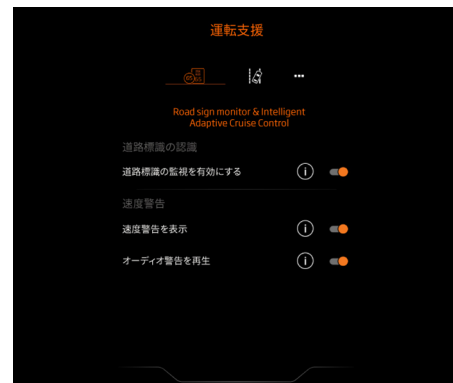 運転支援
Road sign monitor & Intelligent
Adaptive Cruise Control
道路標識の認識
道路標識の監視を有効にする
速度警告
速度警告を表示
オーディオ警告を再生